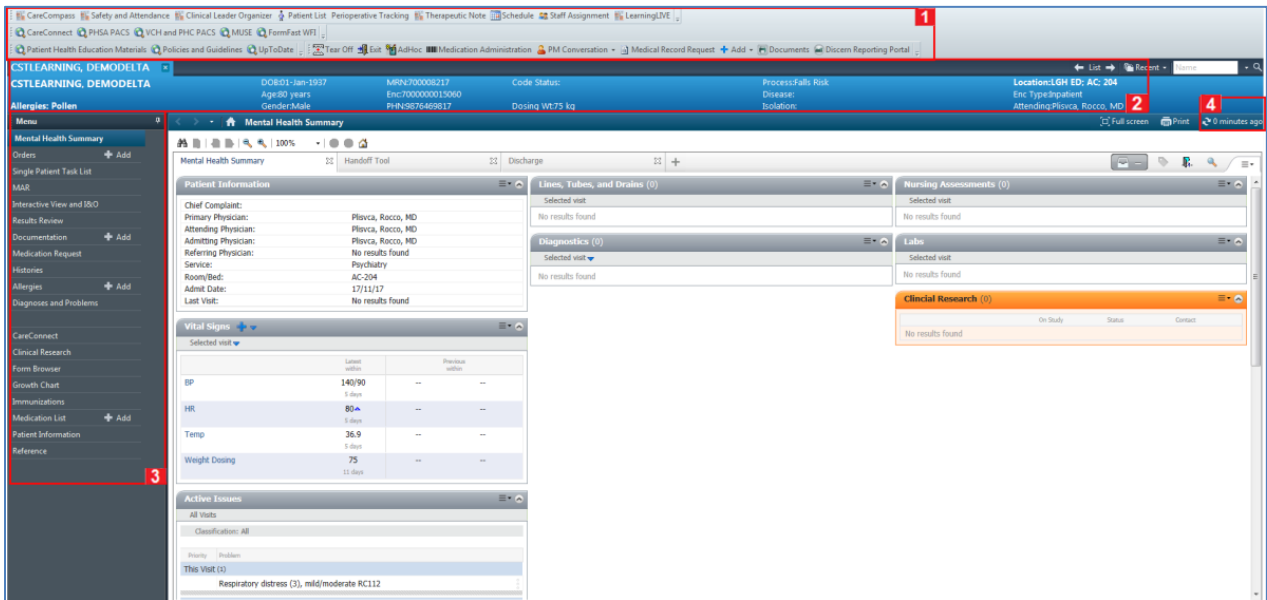 CareCompass Safety and Attendance Clinical Leader Organizer Patient List Perioperative Tracking Therapeutic Note Schedule Staff Assignment LearningLIVE
1
CareConnect PHSA PACS VCH and PHC PACS MUSE FormFast WFI
Patient Health Education Materials Policies and Guidelines UpToDate Tear Off Exit AdHoc Medication Administration PM Conversation Medical Record Request Add Documents Discern Reporting Portal
CSTLEARNING, DEMODELTA List Recent Name
CSTLEARNING, DEMODELTA DOB:01-Jan-1937 MRN:700008217 Code Status: Process:Falls Risk Location:LGH ED; AC; 204
Age:80 years Enc:7000000015060 Disease: Enc Type:Inpatient
Allergies: Pollen Gender:Male PHN:9876469817 Dosing Wt:75 kg Isolation: Attending:Plisvca, Rocco, MD 2 4
Menu Mental Health Summary Full screen Print 0 minutes ago
Mental Health Summary
Orders Add
Single Patient Task List
MAR
Interactive View and I&O
Results Review
Documentation Add
Medication Request
Histories
Allergies Add
Diagnoses and Problems
CareConnect
Clinical Research
Form Browser
Growth Chart
Immunizations
Medication List Add
Patient Information
Reference
3
100%
Mental Health Summary Handoff Tool Discharge
Patient Information
Chief Complaint:
Primary Physician: Plisvca, Rocco, MD
Attending Physician: Plisvca, Rocco, MD
Admitting Physician: Plisvca, Rocco, MD
Referring Physician: No results found
Service: Psychiatry
Room/Bed: AC-204
Admit Date: 17/11/17
Last Visit: No results found
Vital Signs
Selected visit
Latest Previous
within within
BP 140/90 -- --
5 days
HR 80 -- --
5 days
Temp 36.9 -- --
5 days
Weight Dosing 75 -- --
11 days
Active Issues
All Visits
Classification: All
Priority Problem
This Visit (1)
Respiratory distress (3), mild/moderate RC112
Lines, Tubes, and Drains (0)
Selected visit
No results found
Diagnostics (0)
Selected visit
No results found
Nursing Assessments (0)
Selected visit
No results found
Labs
Selected visit
No results found
Clincial Research (0)
On Study Status Contact
No results found